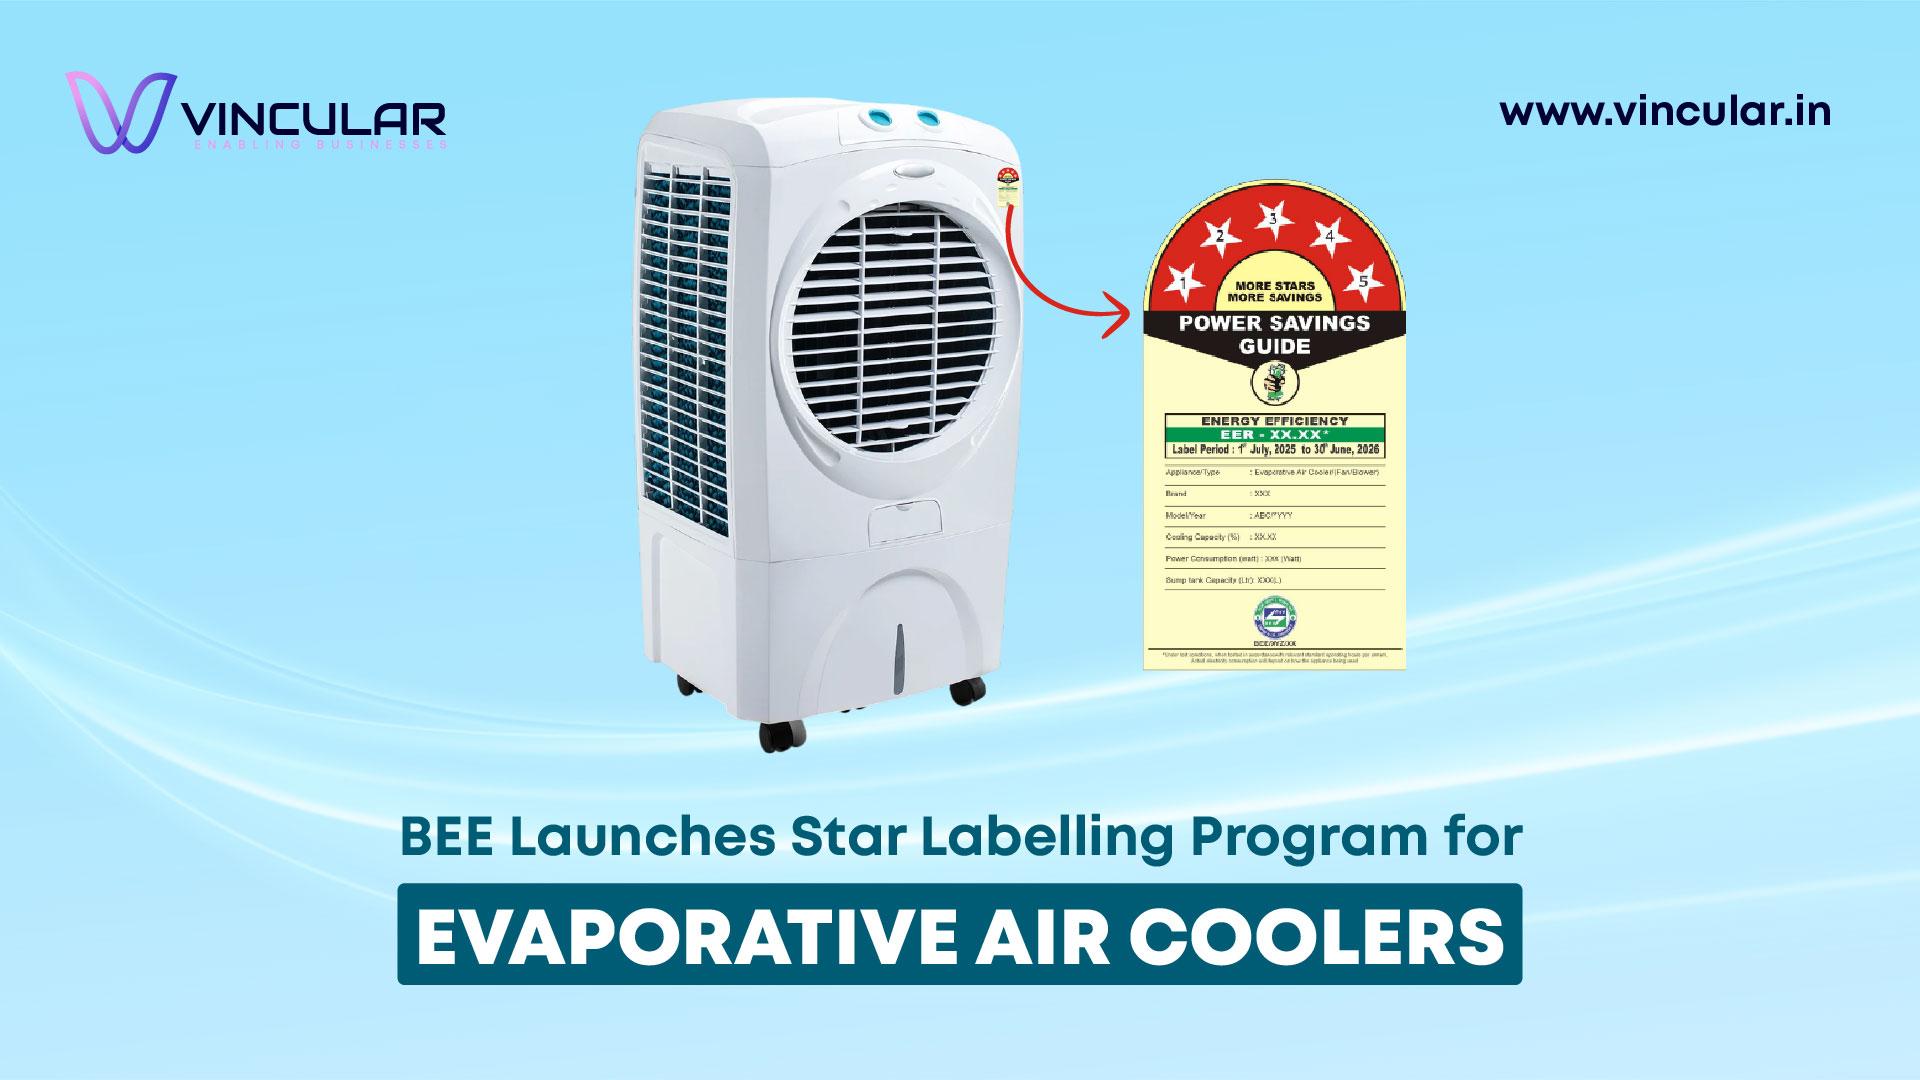 VINCULAR
ENABLING BUSINESSES
www.vincular.in
1 2 3 4 5
MORE STARS
MORE SAVINGS
POWER SAVINGS
GUIDE
ENERGY EFFICIENCY
EER - XX.XX*
Label Period : 1st July, 2025 to 30th June, 2026
Appliance/Type : Evaporative Air Cooler/(Fan/Blower)
Brand : XXX
Model/Year : ABC/YYYY
Cooling Capacity (%) : XX.XX
Power Consumption (watt) : XXX (Watt)
Sump tank Capacity (Ltr): XXX(L)
BEE Launches Star Labelling Program for
EVAPORATIVE AIR COOLERS